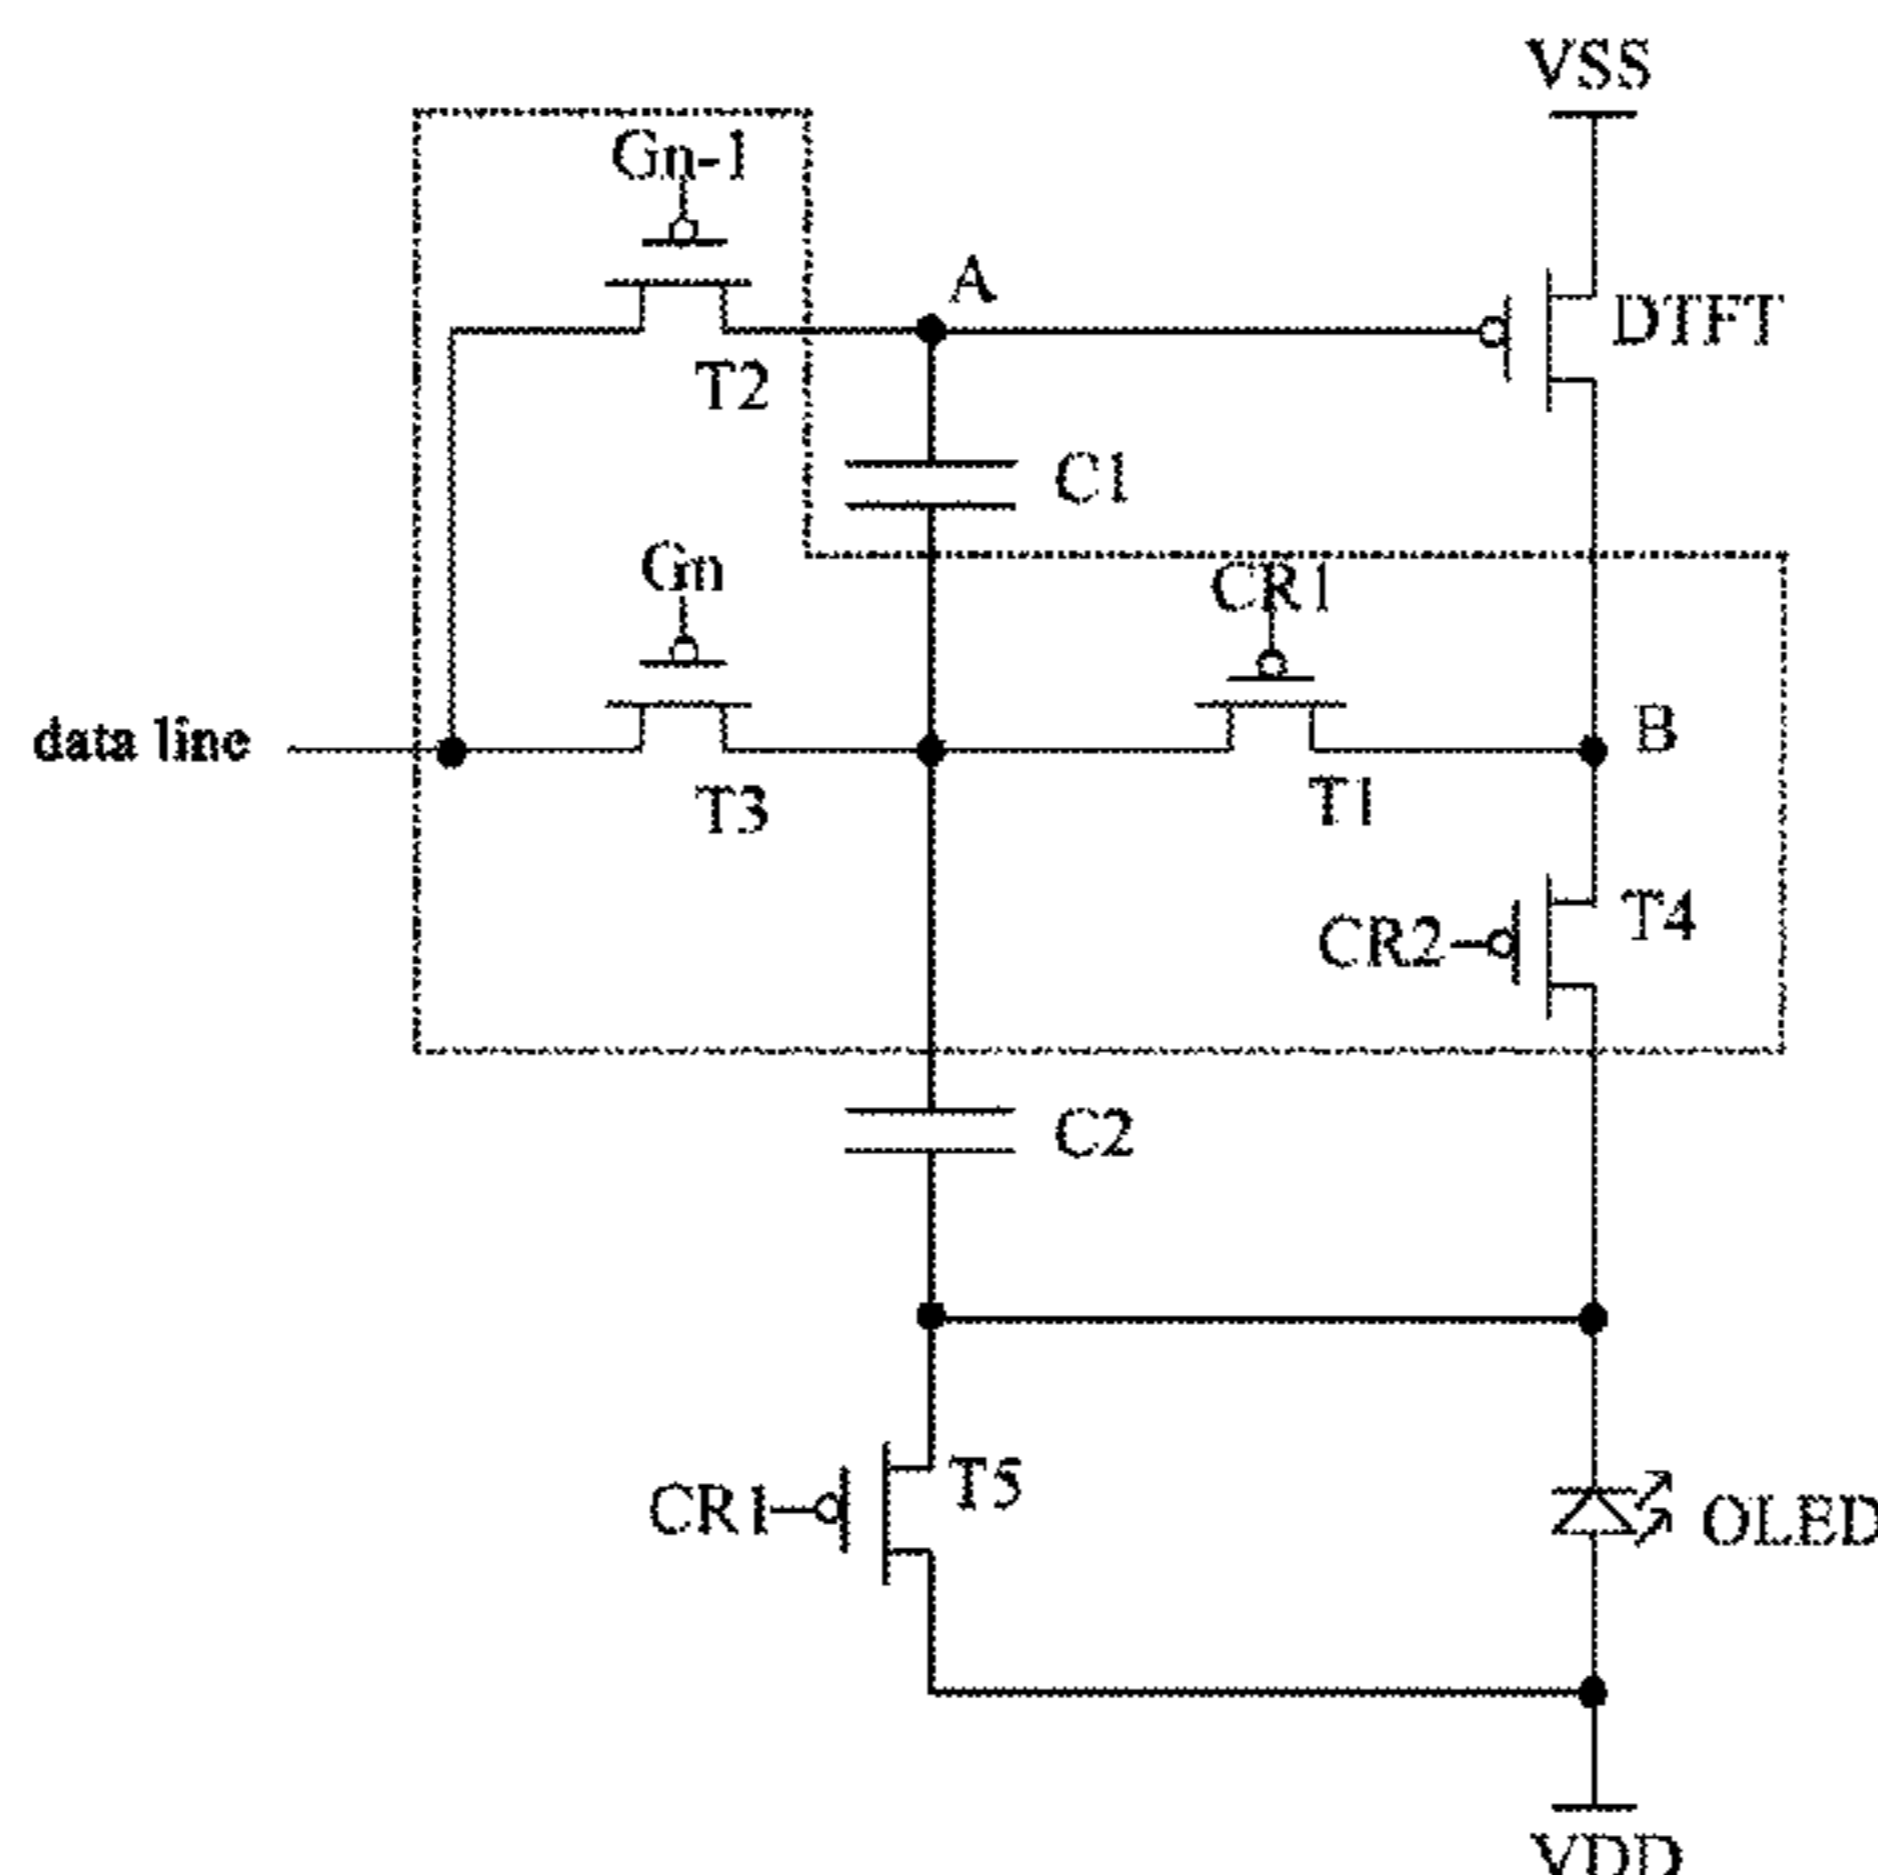 VSS
Gn-1
A
DTFT
T2
C1
Gn
CR1
data line
B
T3
T1
T4
CR2
C2
T5
CR1
OLED
VDD